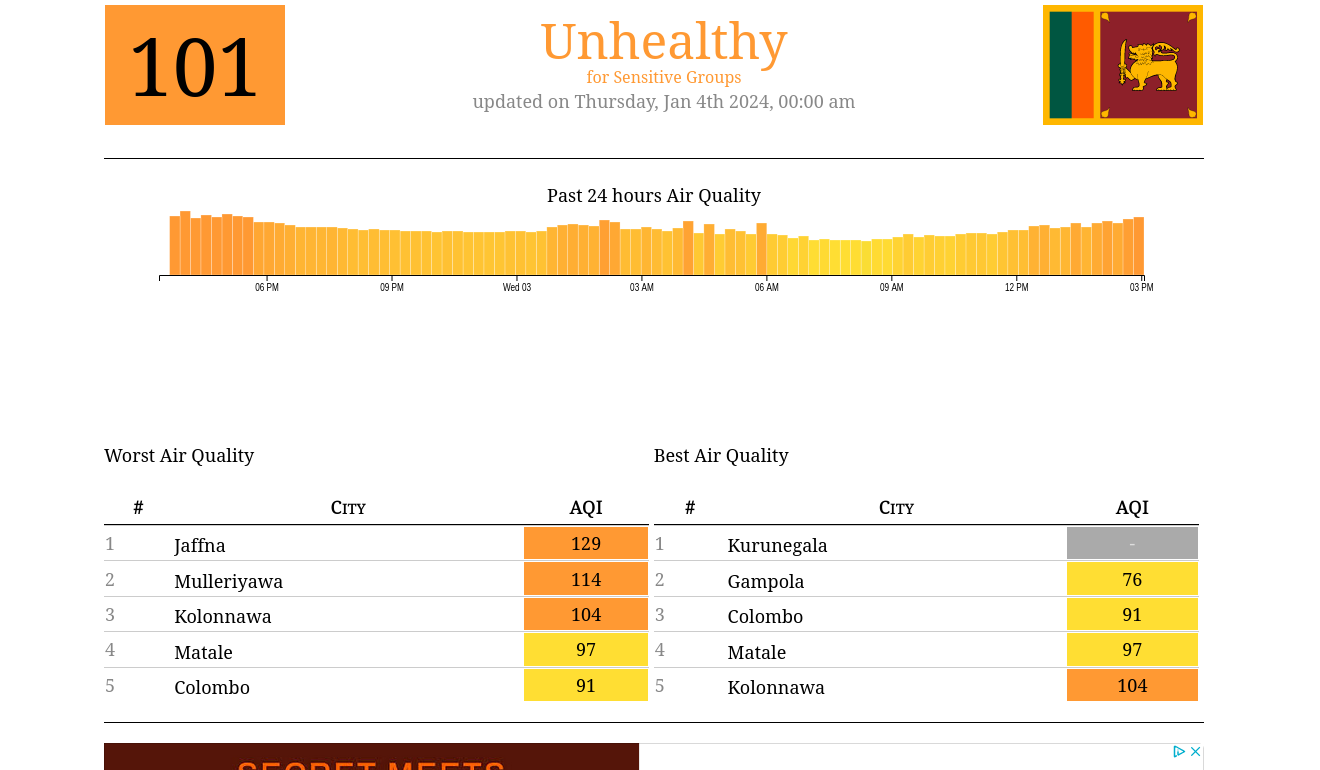 101
Unhealthy
for Sensitive Groups
updated on Thursday, Jan 4th 2024, 00:00 am
Past 24 hours Air Quality
06 PM 09 PM Wed 03 03 AM 06 AM 09 AM 12 PM 03 PM
Worst Air Quality
# City AQI
1 Jaffna 129
2 Mulleriyawa 114
3 Kolonnawa 104
4 Matale 97
5 Colombo 91
Best Air Quality
# City AQI
1 Kurunegala -
2 Gampola 76
3 Colombo 91
4 Matale 97
5 Kolonnawa 104
SECRET MEETS